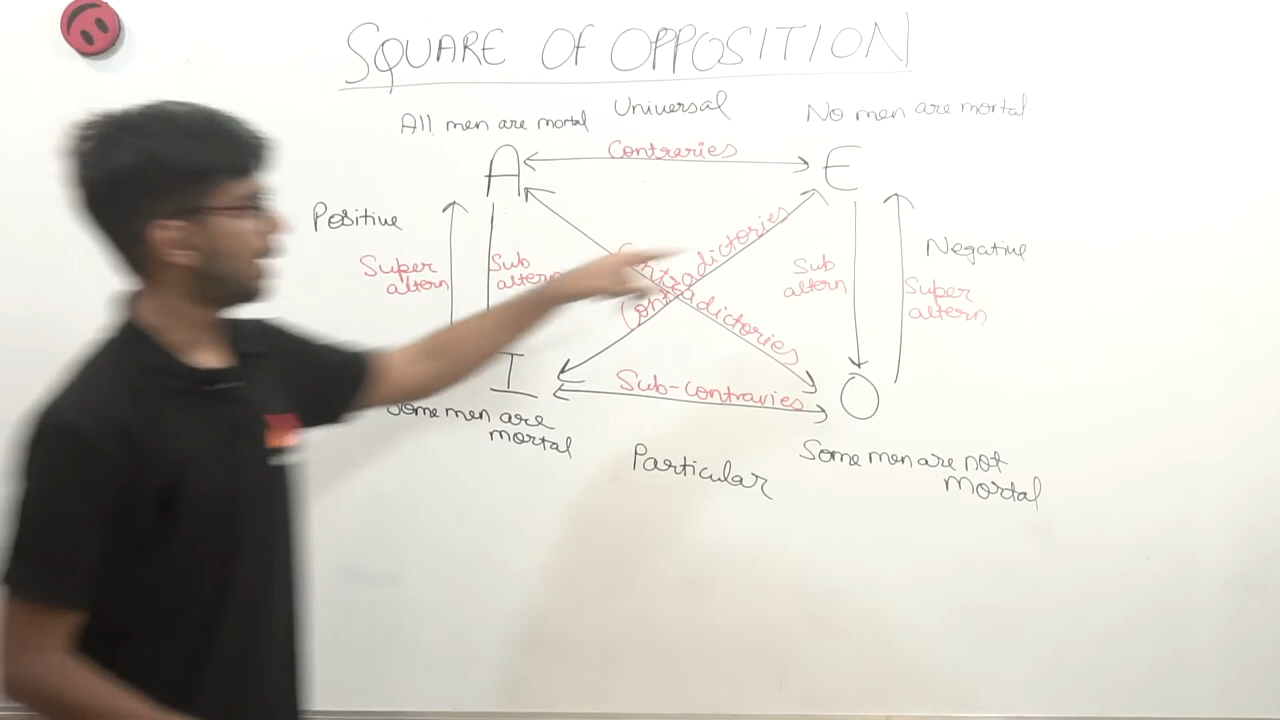 SQUARE OF OPPOSITION
Universal
All men are mortal
No men are mortal
A
Contraries
E
Positive
Negative
Super
altern
Sub
altern
Contradictories
Contradictories
Sub
altern
Super
altern
I
Sub-contraries
O
Some men are
mortal
Particular
Some men are not
Mortal